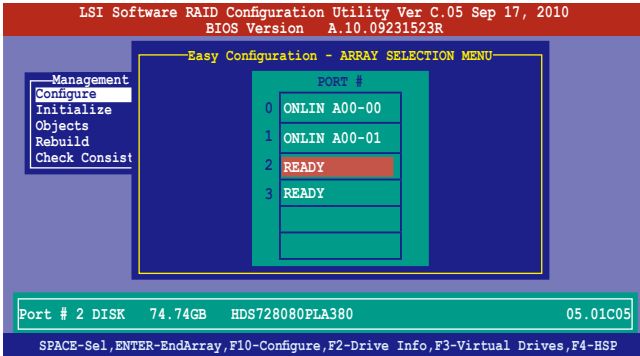 LSI Software RAID Configuration Utility Ver C.05 Sep 17, 2010
BIOS Version A.10.09231523R
Easy Configuration - ARRAY SELECTION MENU
Management
Configure
Initialize
Objects
Rebuild
Check Consist
PORT #
0 ONLIN A00-00
1 ONLIN A00-01
2 READY
3 READY
Port # 2 DISK 74.74GB HDS728080PLA380 05.01C05
SPACE-Sel,ENTER-EndArray,F10-Configure,F2-Drive Info,F3-Virtual Drives,F4-HSP